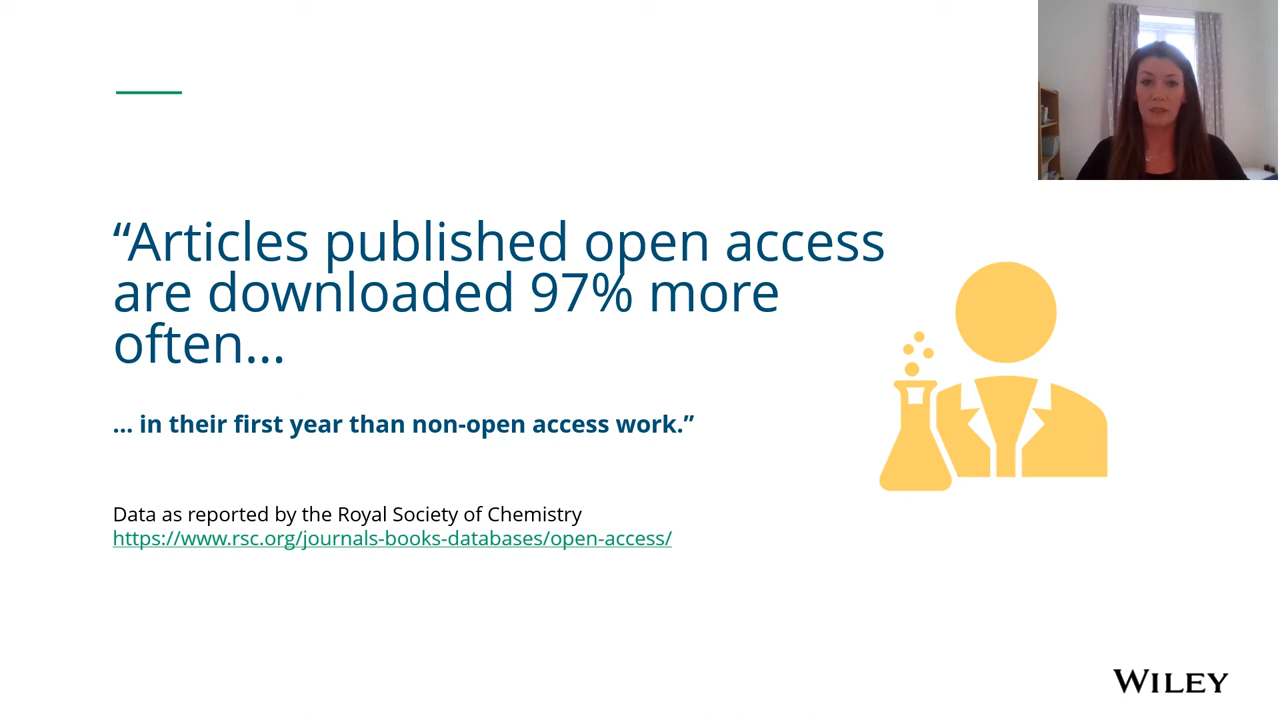 “Articles published open access
are downloaded 97% more
often...
... in their first year than non-open access work.”
Data as reported by the Royal Society of Chemistry
https://www.rsc.org/journals-books-databases/open-access/
WILEY